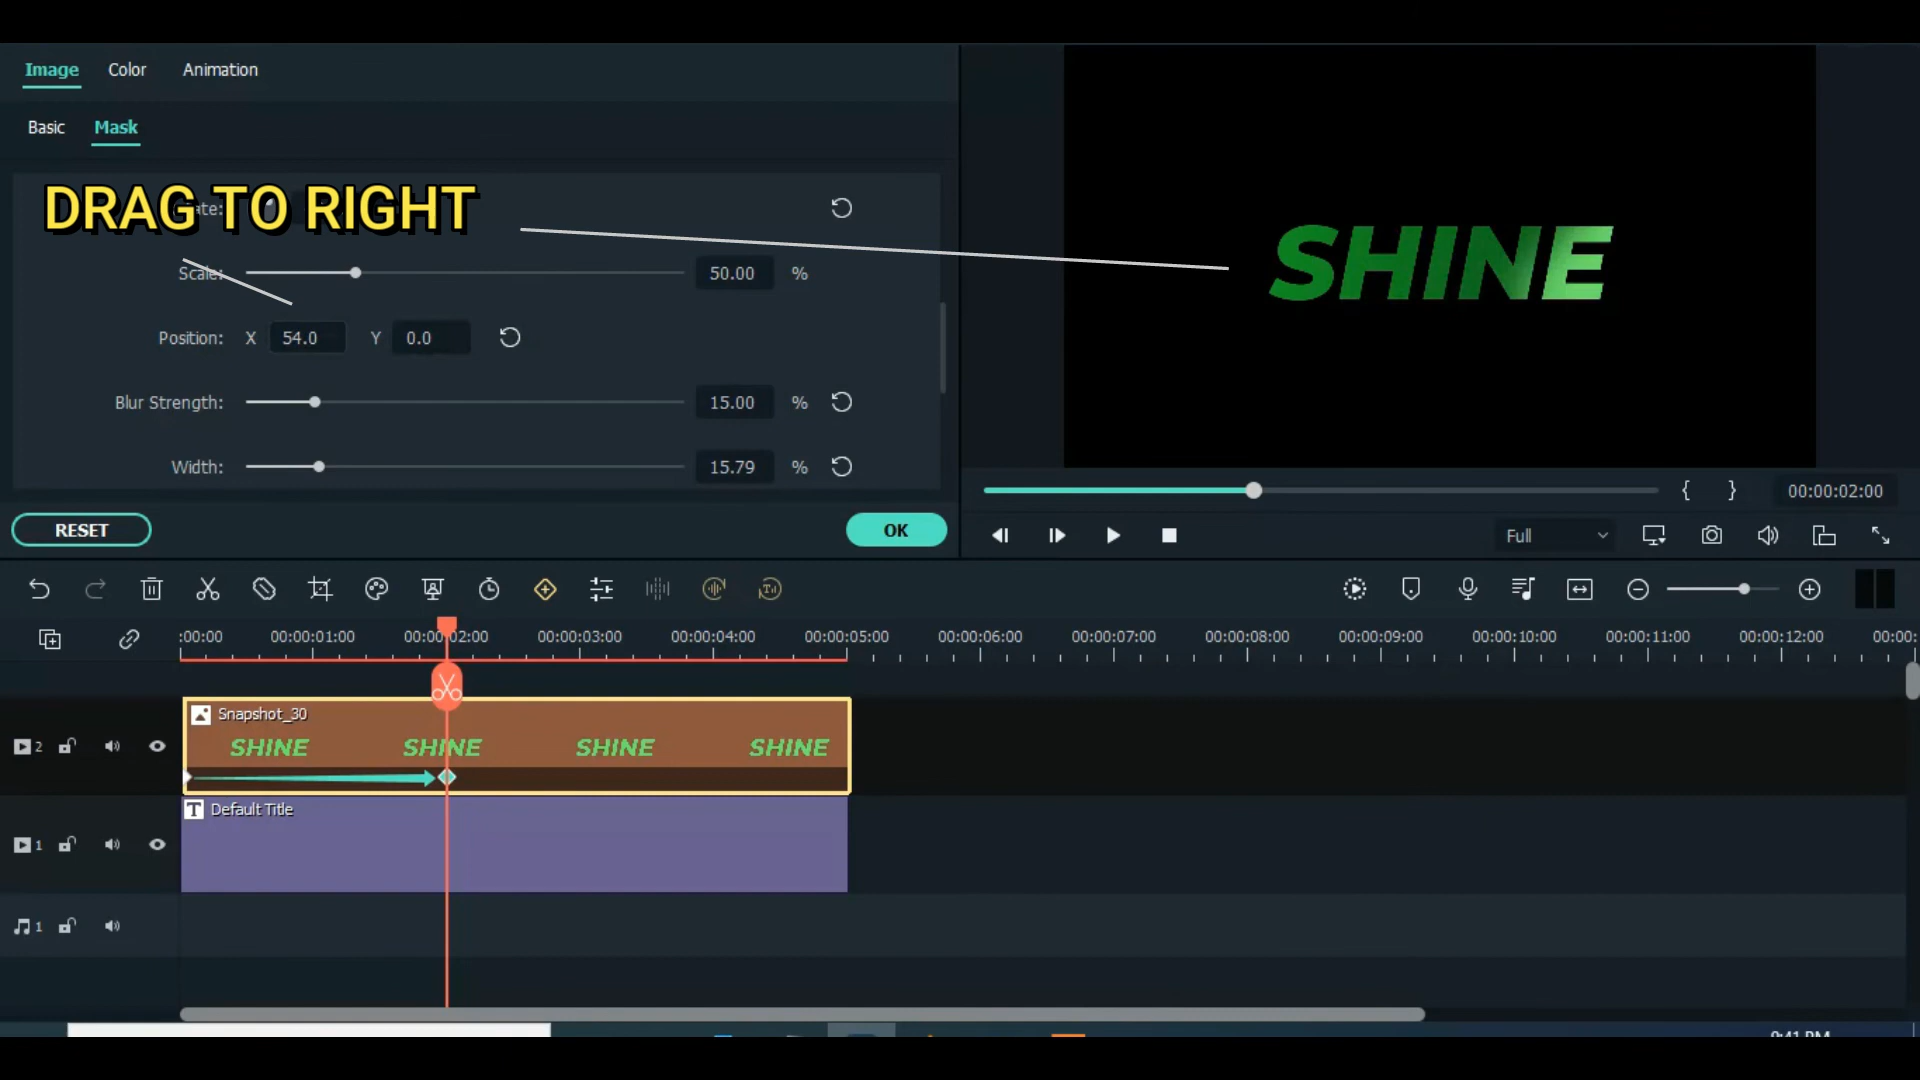 Image Color Animation
Basic Mask
DRAG TO RIGHT
SHINE
Scale: 50.00 %
Position: X 54.0 Y 0.0
Blur Strength: 15.00 %
Width: 15.79 %
RESET OK
{ } 00:00:02:00
Full
:00:00 00:00:01:00 00:00:02:00 00:00:03:00 00:00:04:00 00:00:05:00 00:00:06:00 00:00:07:00 00:00:08:00 00:00:09:00 00:00:10:00 00:00:11:00 00:00:12:00 00:00:
Snapshot_30
2 SHINE SHINE SHINE SHINE
T Default Title
1
1